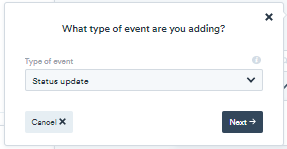 What type of event are you adding?
Type of event
Status update
Cancel ✕
Next →